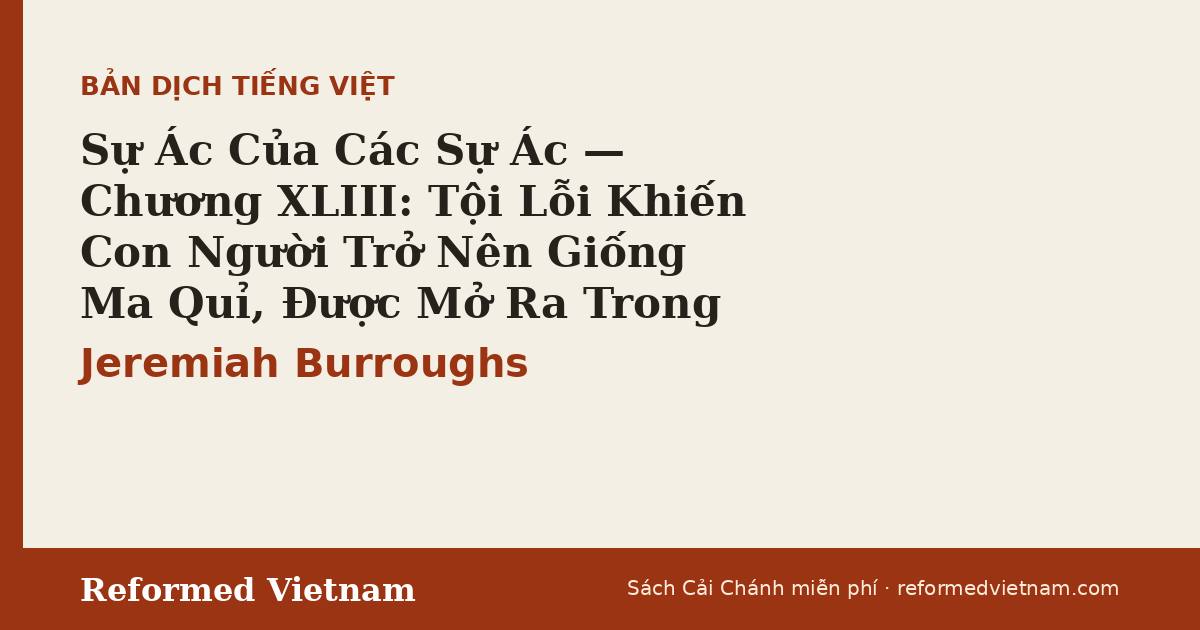 BẢN DỊCH TIẾNG VIỆT
Sự Ác Của Các Sự Ác —
Chương XLIII: Tội Lỗi Khiến
Con Người Trở Nên Giống
Ma Quỉ, Được Mở Ra Trong
Jeremiah Burroughs
Reformed Vietnam
Sách Cải Chánh miễn phí · reformedvietnam.com